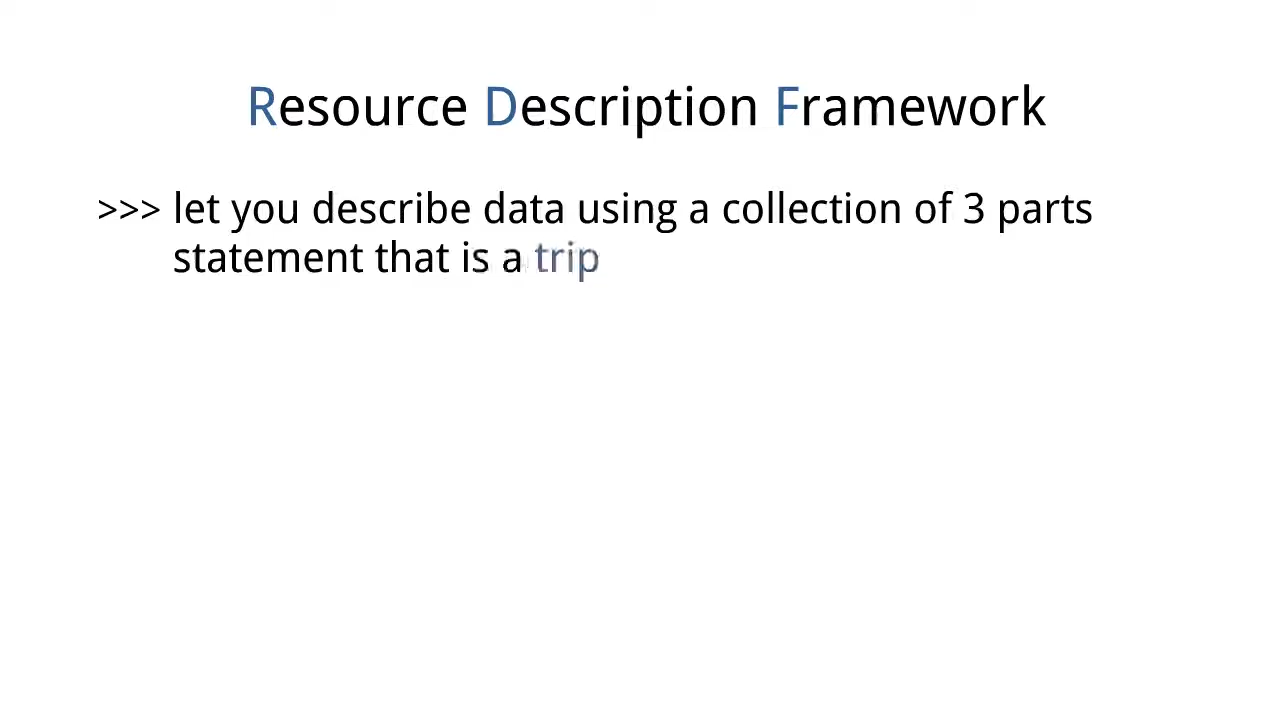 Resource Description Framework
>>> let you describe data using a collection of 3 parts
statement that is a trip